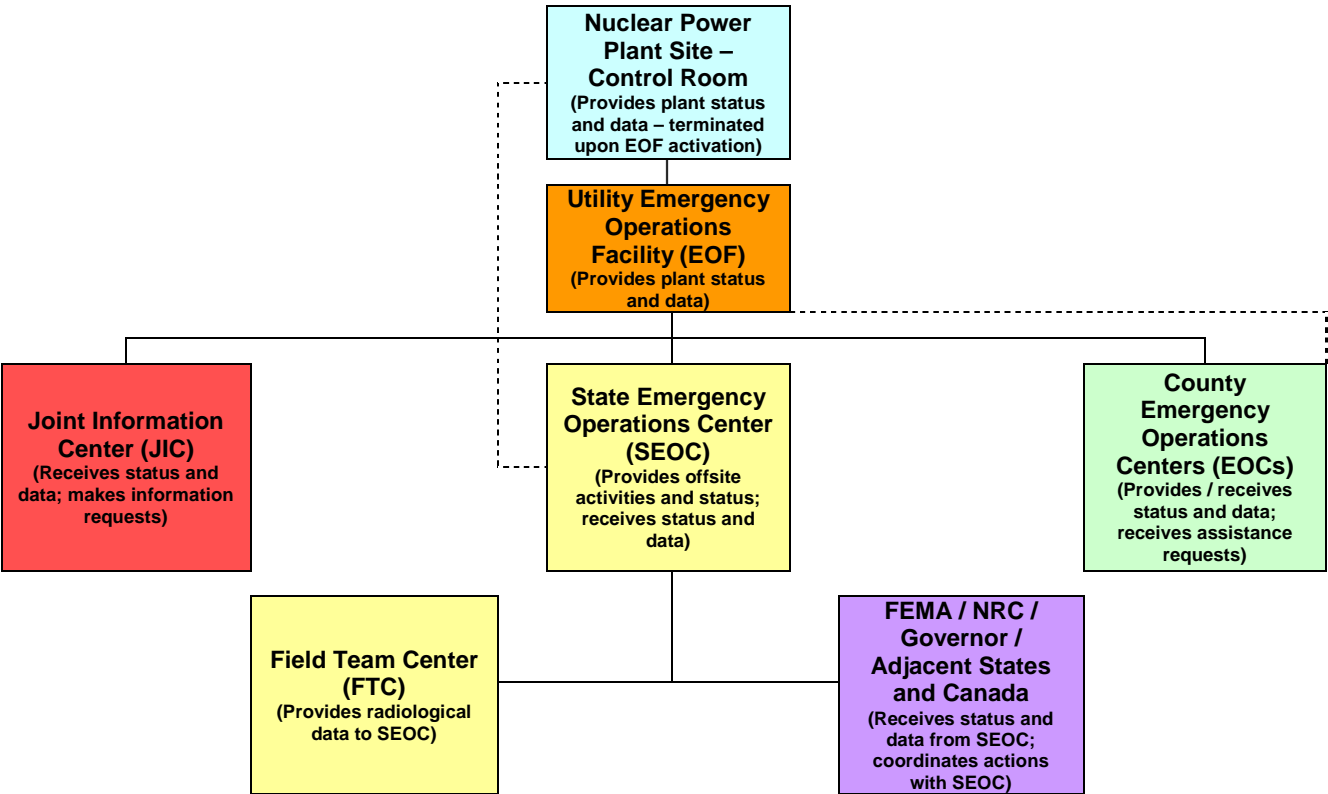 Nuclear Power
Plant Site –
Control Room
(Provides plant status
and data – terminated
upon EOF activation)
Utility Emergency
Operations
Facility (EOF)
(Provides plant status
and data)
Joint Information
Center (JIC)
(Receives status and
data; makes information
requests)
State Emergency
Operations Center
(SEOC)
(Provides offsite
activities and status;
receives status and
data)
County
Emergency
Operations
Centers (EOCs)
(Provides / receives
status and data;
receives assistance
requests)
Field Team Center
(FTC)
(Provides radiological
data to SEOC)
FEMA / NRC /
Governor /
Adjacent States
and Canada
(Receives status and
data from SEOC;
coordinates actions
with SEOC)